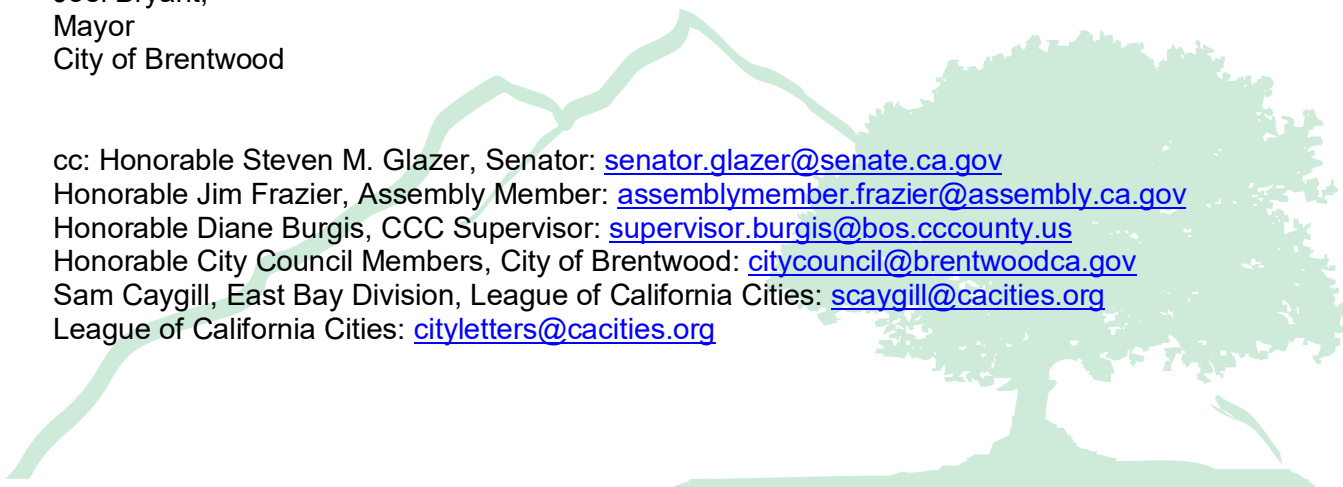 Mayor
City of Brentwood
cc: Honorable Steven M. Glazer, Senator: senator.glazer@senate.ca.gov
Honorable Jim Frazier, Assembly Member: assemblymember.frazier@assembly.ca.gov
Honorable Diane Burgis, CCC Supervisor: supervisor.burgis@bos.cccounty.us
Honorable City Council Members, City of Brentwood: citycouncil@brentwoodca.gov
Sam Caygill, East Bay Division, League of California Cities: scaygill@cacities.org
League of California Cities: cityletters@cacities.org